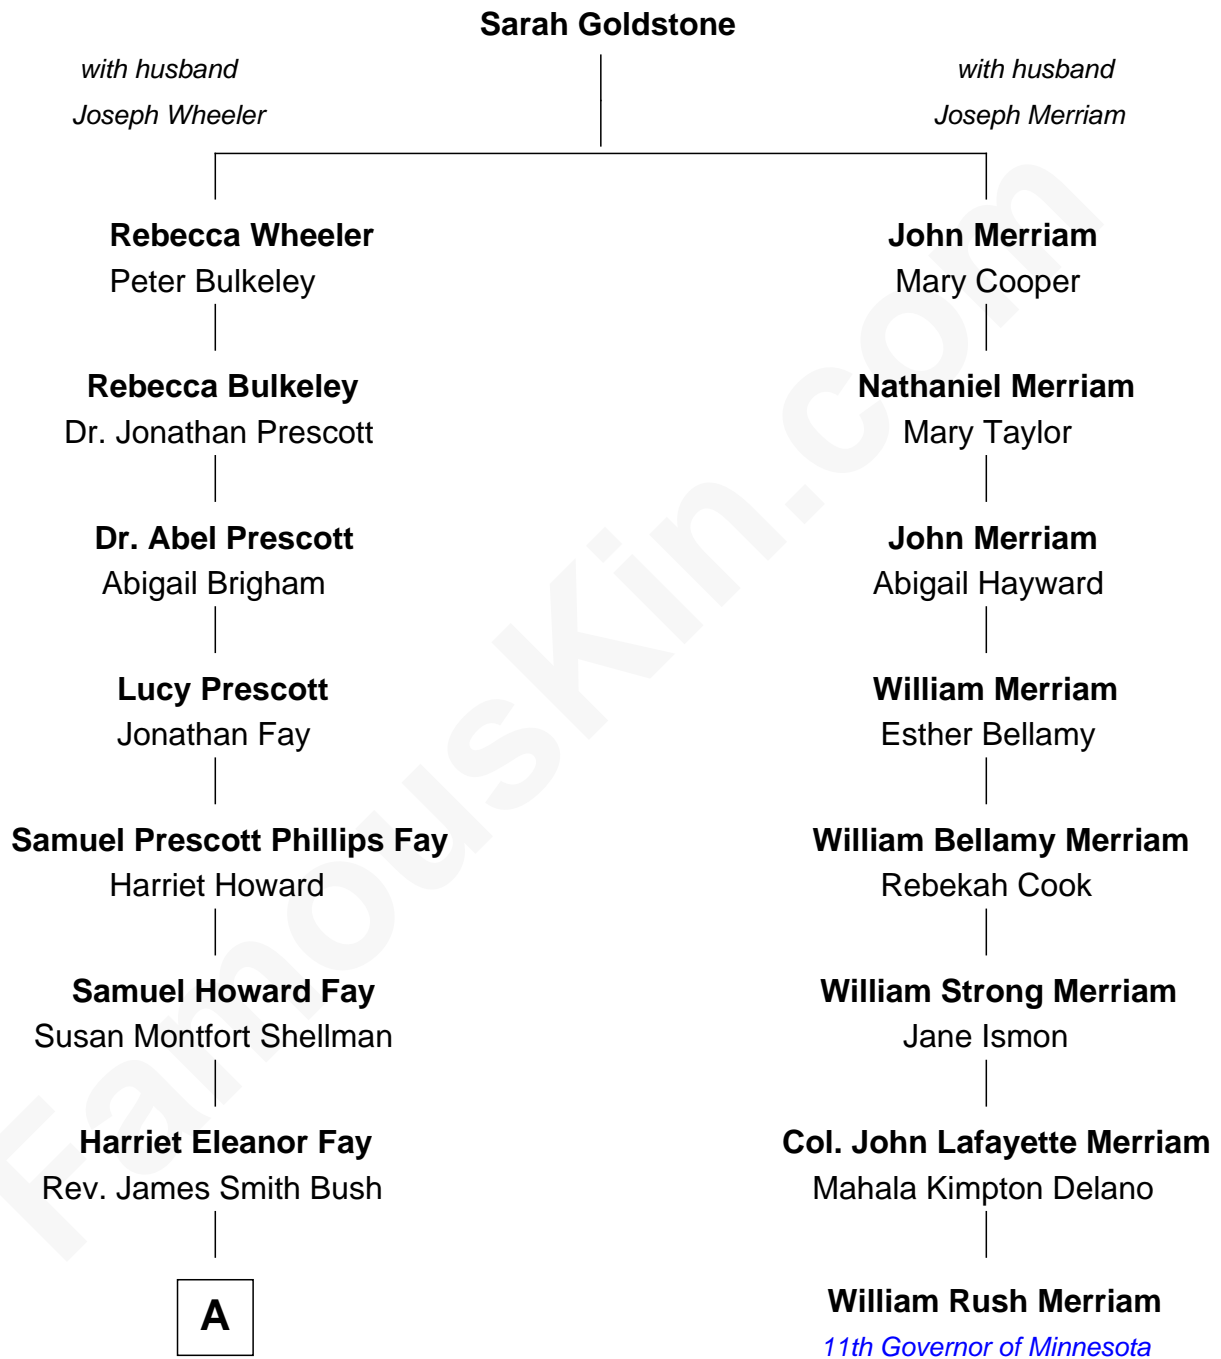 Sarah Goldstone
with husband
Joseph Wheeler
with husband
Joseph Merriam
Rebecca Wheeler
Peter Bulkeley
John Merriam
Mary Cooper
Rebecca Bulkeley
Dr. Jonathan Prescott
Nathaniel Merriam
Mary Taylor
Dr. Abel Prescott
Abigail Brigham
John Merriam
Abigail Hayward
Lucy Prescott
Jonathan Fay
William Merriam
Esther Bellamy
Samuel Prescott Phillips Fay
Harriet Howard
William Bellamy Merriam
Rebekah Cook
Samuel Howard Fay
Susan Montfort Shellman
William Strong Merriam
Jane Ismon
Harriet Eleanor Fay
Rev. James Smith Bush
Col. John Lafayette Merriam
Mahala Kimpton Delano
A
William Rush Merriam
11th Governor of Minnesota
FamousKin.com